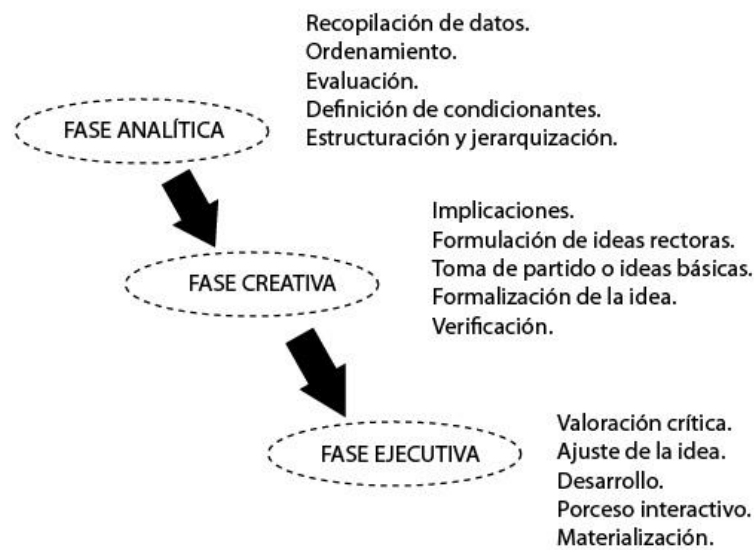 Recopilación de datos.
Ordenamiento.
Evaluación.
Definición de condicionantes.
Estructuración y jerarquización.
FASE ANALÍTICA
Implicaciones.
Formulación de ideas rectoras.
Toma de partido o ideas básicas.
Formalización de la idea.
Verificación.
FASE CREATIVA
Valoración crítica.
Ajuste de la idea.
Desarrollo.
Porceso interactivo.
Materialización.
FASE EJECUTIVA